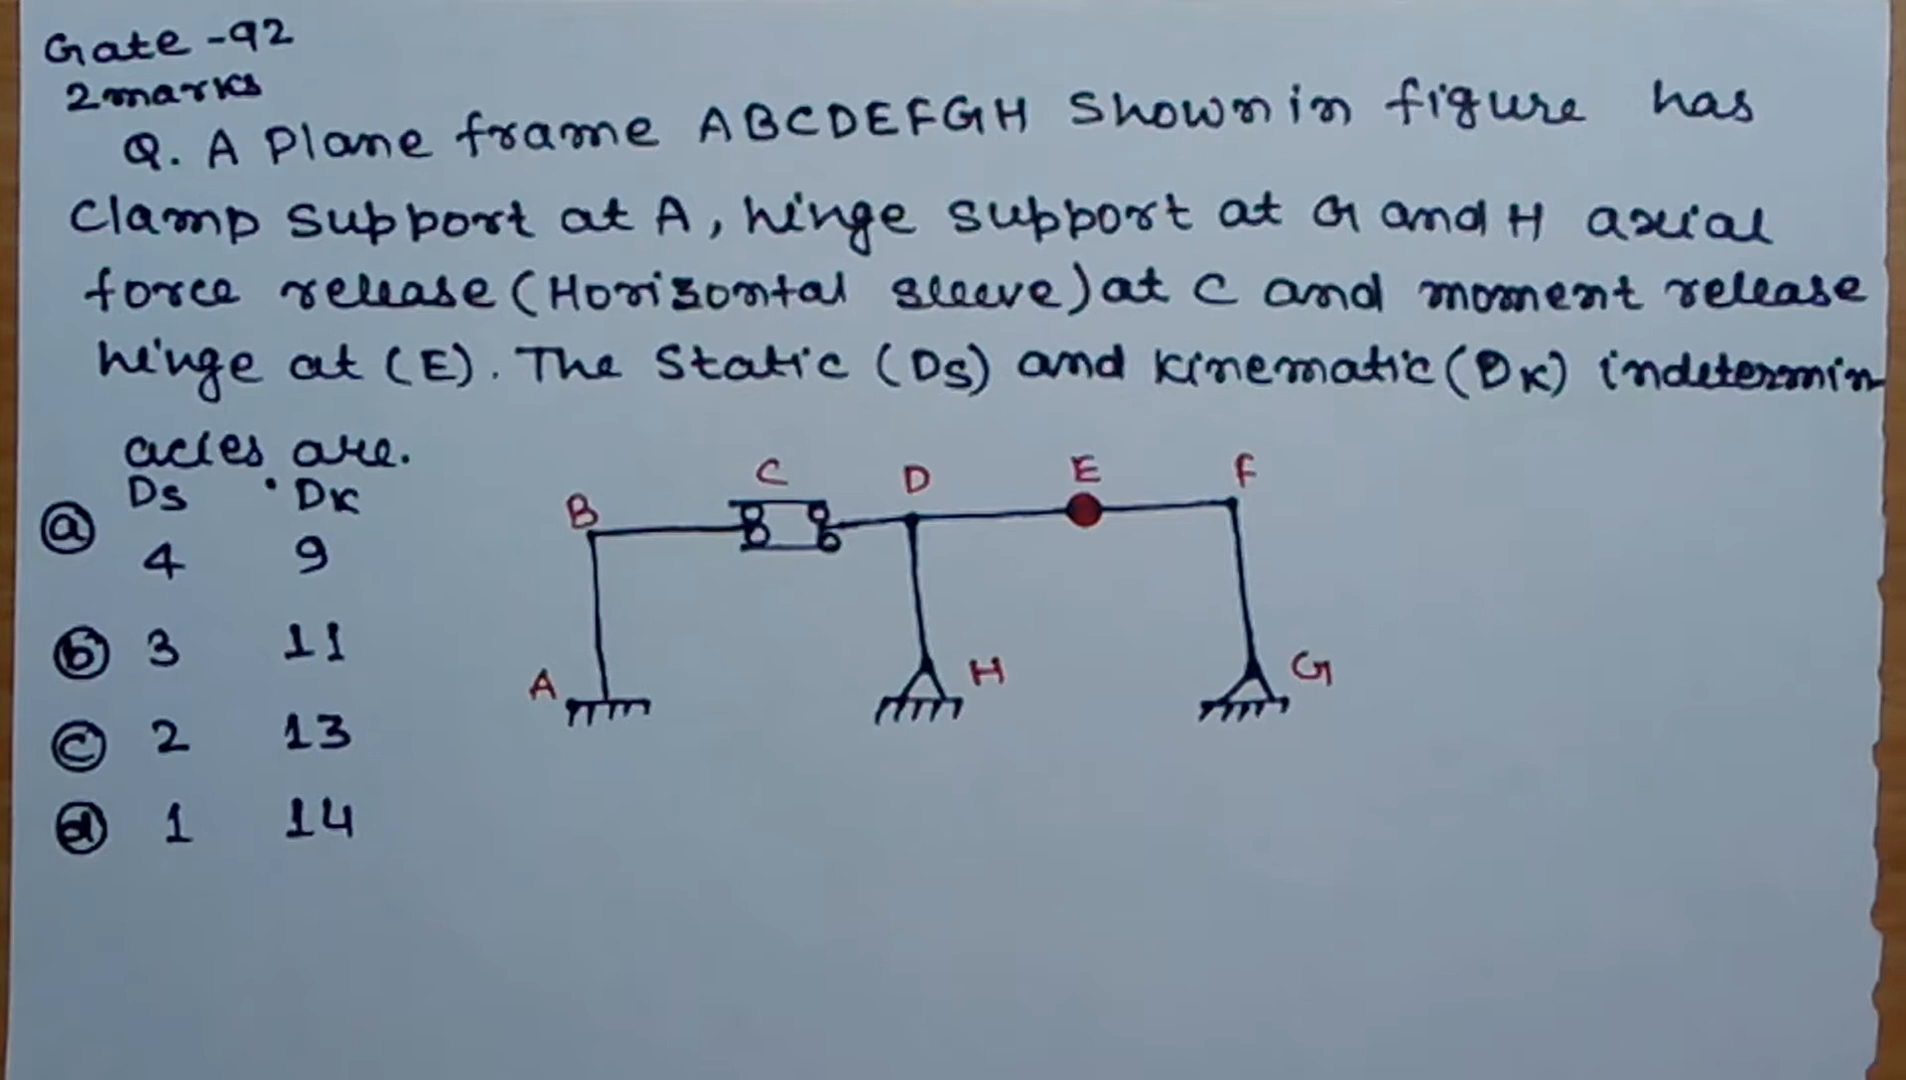 Gate -92
2marks
Q. A Plane frame ABCDEFGH Shown in figure has
Clamp support at A, hinge support at G and H axial
force release (Horizontal sleeve) at C and moment release
hinge at (E). The Static (Ds) and Kinematic (DK) indetermin
acies are.
Ds DK
a 4 9
b 3 11
c 2 13
d 1 14
B C D E F
A H G